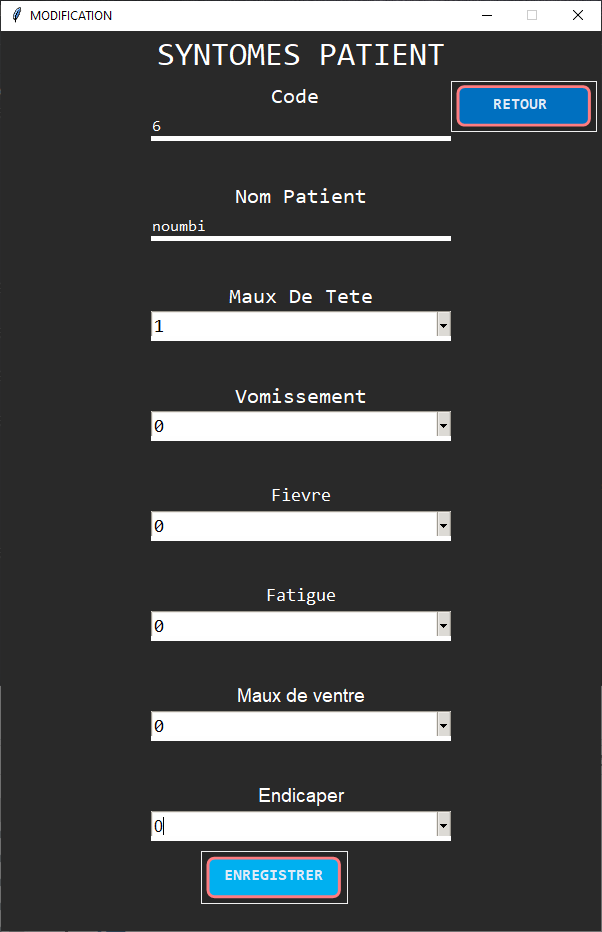 MODIFICATION
SYNTOMES PATIENT
Code
RETOUR
6
Nom Patient
noumbi
Maux De Tete
1
Vomissement
0
Fievre
0
Fatigue
0
Maux de ventre
0
Endicaper
0
ENREGISTRER